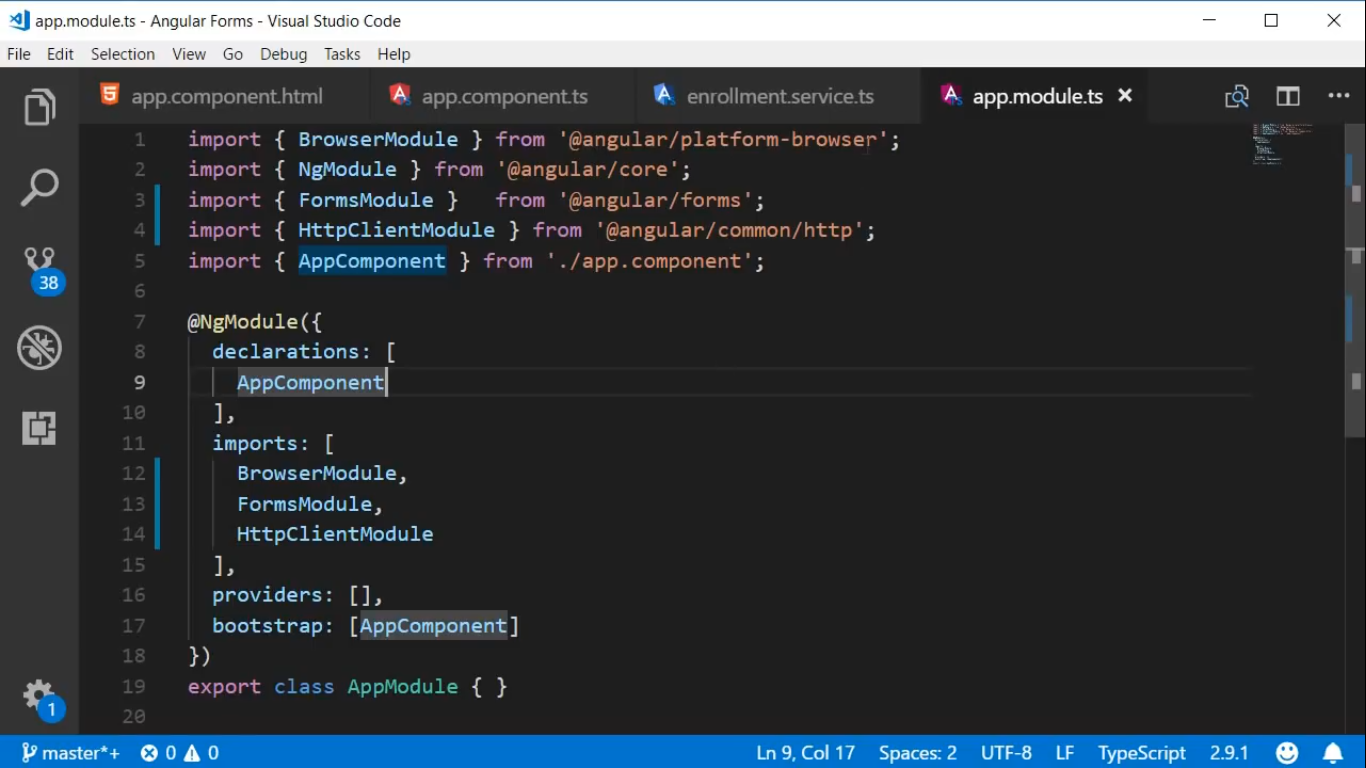 app.module.ts - Angular Forms - Visual Studio Code
File Edit Selection View Go Debug Tasks Help
app.component.html app.component.ts enrollment.service.ts app.module.ts
1 import { BrowserModule } from '@angular/platform-browser';
2 import { NgModule } from '@angular/core';
3 import { FormsModule }   from '@angular/forms';
4 import { HttpClientModule } from '@angular/common/http';
5 import { AppComponent } from './app.component';
6
7 @NgModule({
8   declarations: [
9     AppComponent
10   ],
11   imports: [
12     BrowserModule,
13     FormsModule,
14     HttpClientModule
15   ],
16   providers: [],
17   bootstrap: [AppComponent]
18 })
19 export class AppModule { }
20
38
1
master*+ 0 0 Ln 9, Col 17 Spaces: 2 UTF-8 LF TypeScript 2.9.1